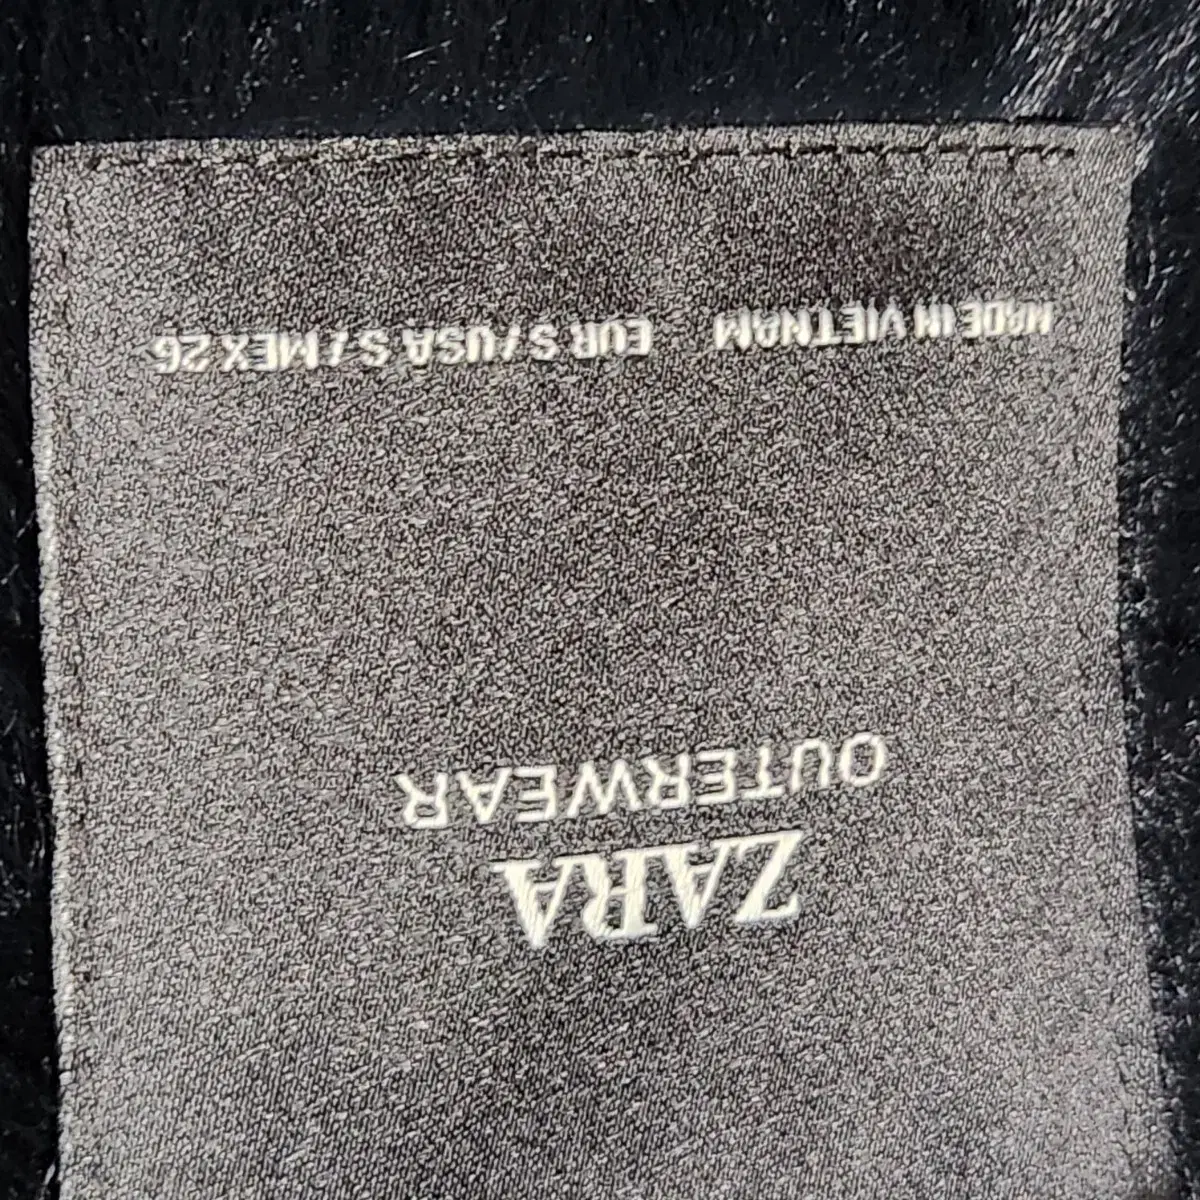 ZARA
OUTERWEAR
MADE IN VIETNAM EUR S / USA S / MEX 26